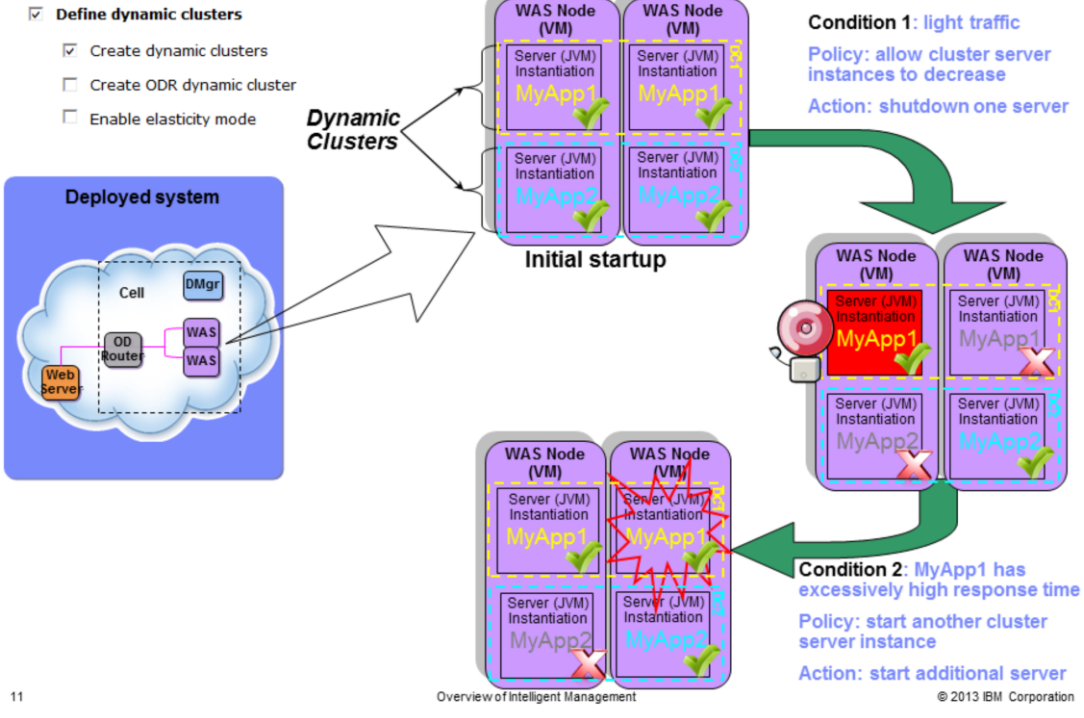 Define dynamic clusters
Create dynamic clusters
Create ODR dynamic cluster
Enable elasticity mode
Dynamic
Clusters
Deployed system
Cell
DMgr
OD
Router
WAS
WAS
Web
Server
WAS Node
(VM)
Server (JVM)
Instantiation
MyApp1
Server (JVM)
Instantiation
MyApp2
WAS Node
(VM)
Server (JVM)
Instantiation
MyApp1
Server (JVM)
Instantiation
MyApp2
Initial startup
Condition 1: light traffic
Policy: allow cluster server
instances to decrease
Action: shutdown one server
WAS Node
(VM)
Server (JVM)
Instantiation
MyApp1
Server (JVM)
Instantiation
MyApp2
WAS Node
(VM)
Server (JVM)
Instantiation
MyApp1
Server (JVM)
Instantiation
MyApp2
WAS Node
(VM)
Server (JVM)
Instantiation
MyApp1
Server (JVM)
Instantiation
MyApp2
WAS Node
(VM)
Server (JVM)
Instantiation
MyApp1
Server (JVM)
Instantiation
MyApp2
Condition 2: MyApp1 has
excessively high response time
Policy: start another cluster
server instance
Action: start additional server
11
Overview of Intelligent Management
© 2013 IBM Corporation